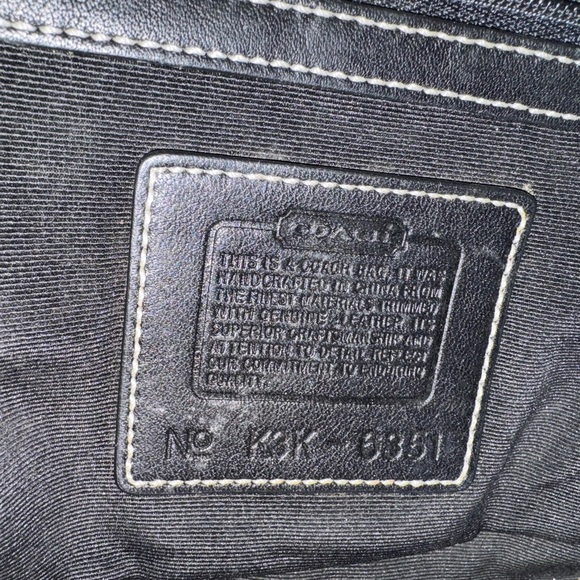 COACH
THIS IS A COACH BAG. IT WAS
HANDCRAFTED IN CHINA FROM
THE FINEST MATERIALS. TRIMMED
WITH GENUINE LEATHER, ITS
SUPERIOR CRAFTSMANSHIP AND
ATTENTION TO DETAIL REFLECT
OUR COMMITMENT TO ENDURING
QUALITY.
No K3K-6351